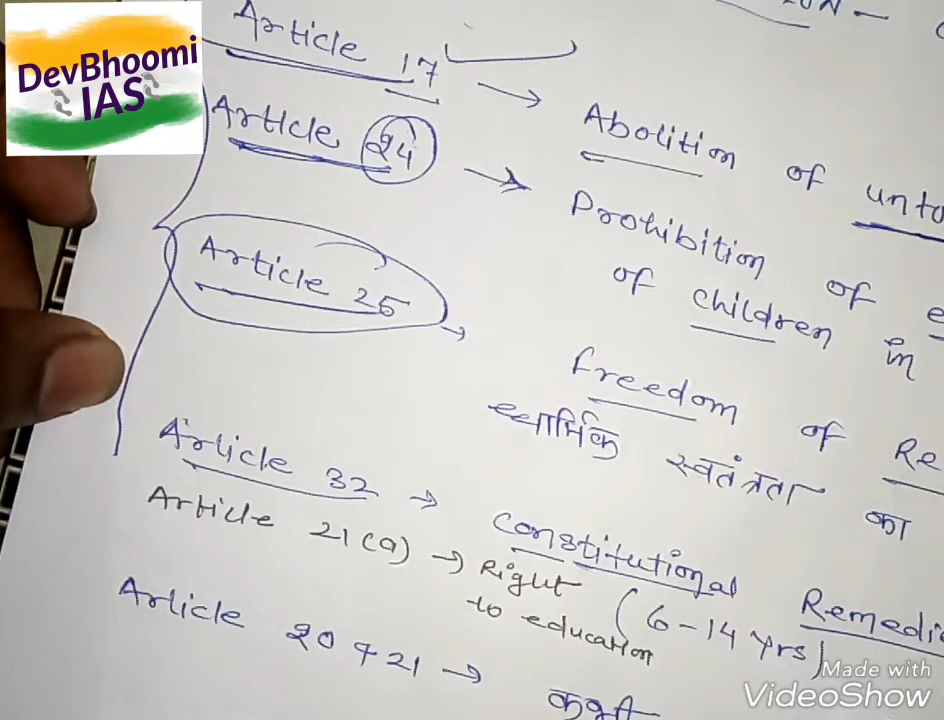 DevBhoomi
IAS
Article 17 → Abolition of
Article 24 → Prohibition of
of children in
Article 25 →
freedom of Re
धार्मिक स्वतंत्रता का
Article 32 → Constitutional Remedi
Article 21(a) → Right to education (6-14 yrs)
Article 20 + 21 →
Made with
VideoShow